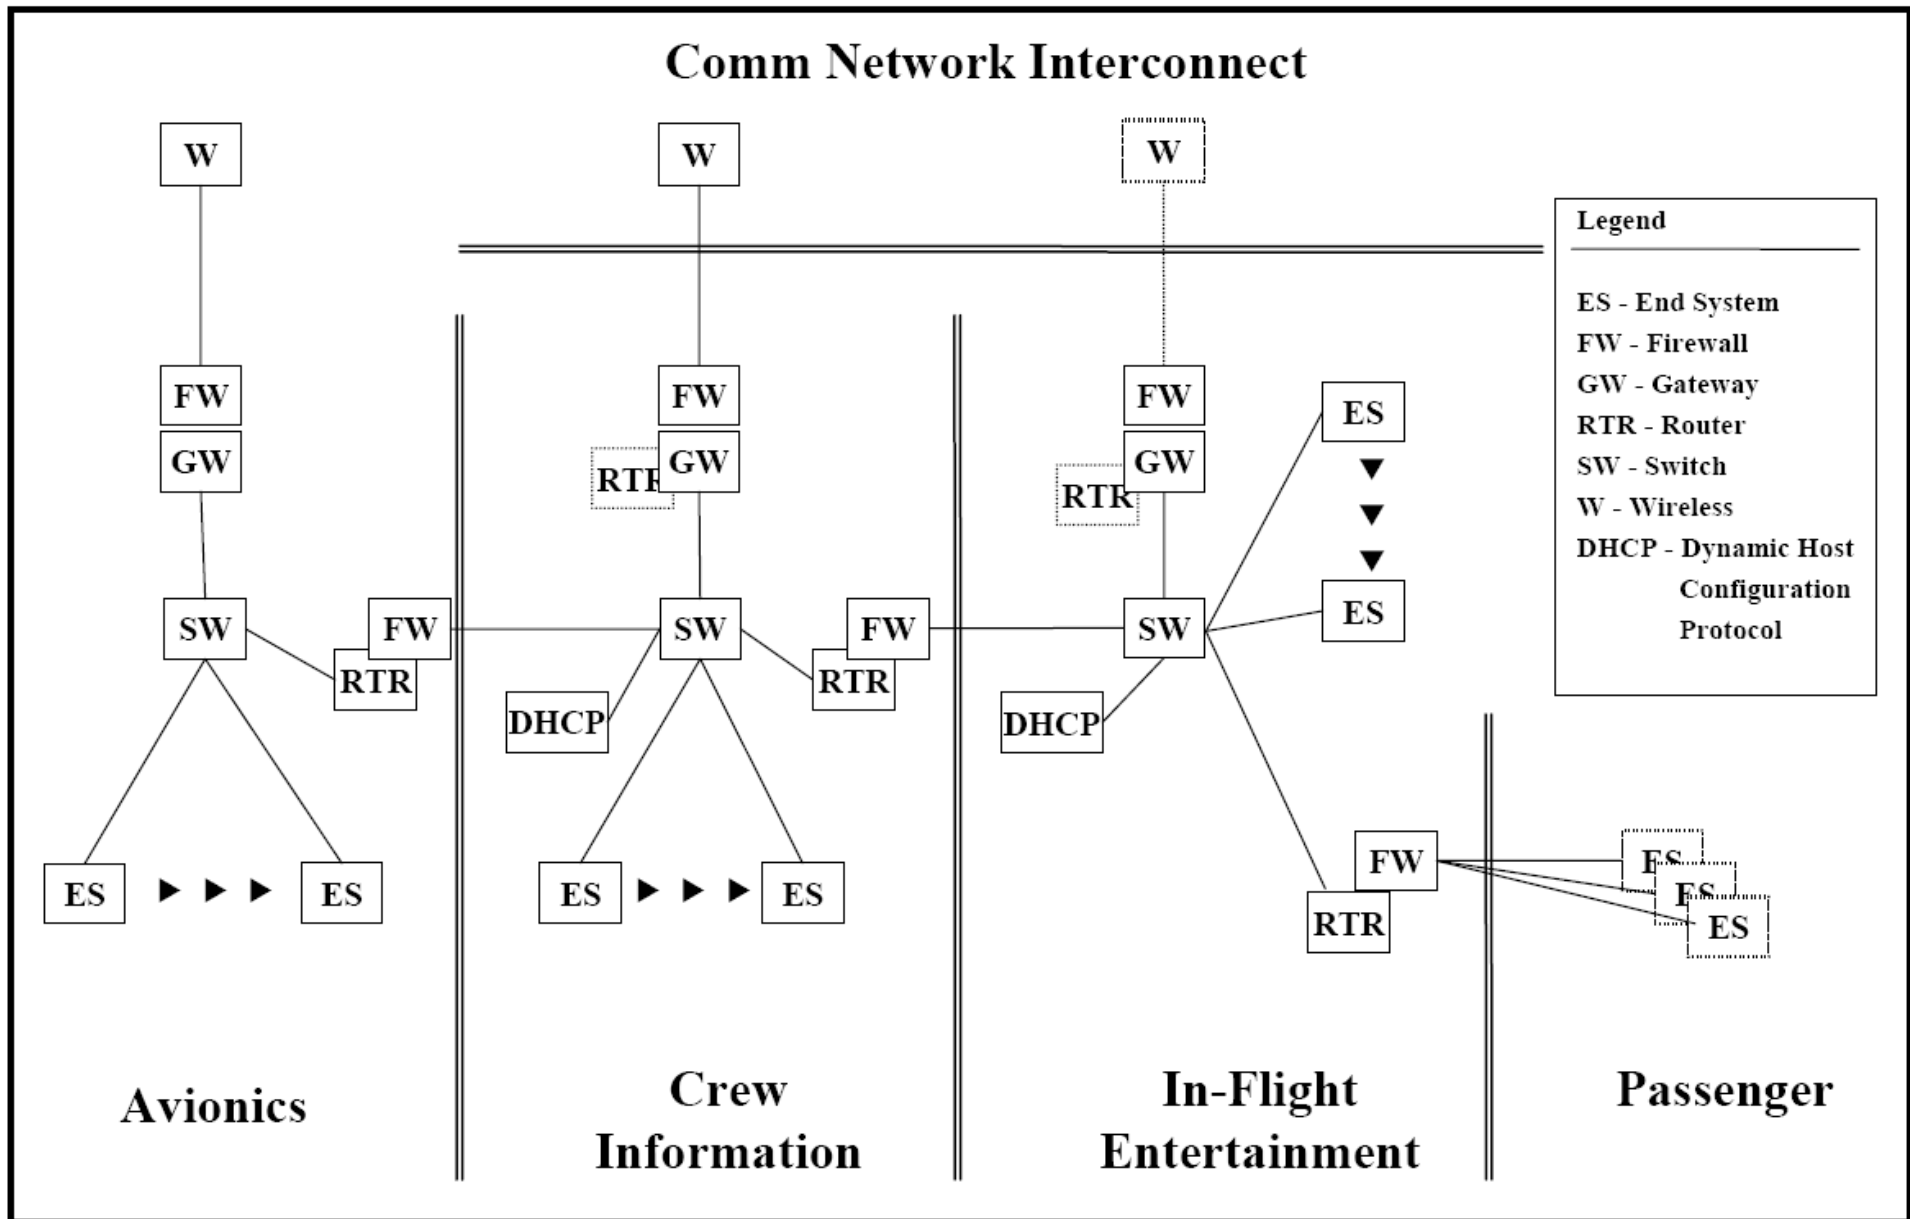 Comm Network Interconnect
W
W
W
Legend
ES - End System
FW - Firewall
GW - Gateway
RTR - Router
SW - Switch
W - Wireless
DHCP - Dynamic Host
Configuration
Protocol
FW
GW
SW
FW
RTR
ES
ES
FW
RTR
GW
SW
FW
RTR
DHCP
ES
ES
FW
GW
RTR
SW
DHCP
ES
ES
FW
RTR
ES
ES
ES
Avionics
Crew
Information
In-Flight
Entertainment
Passenger